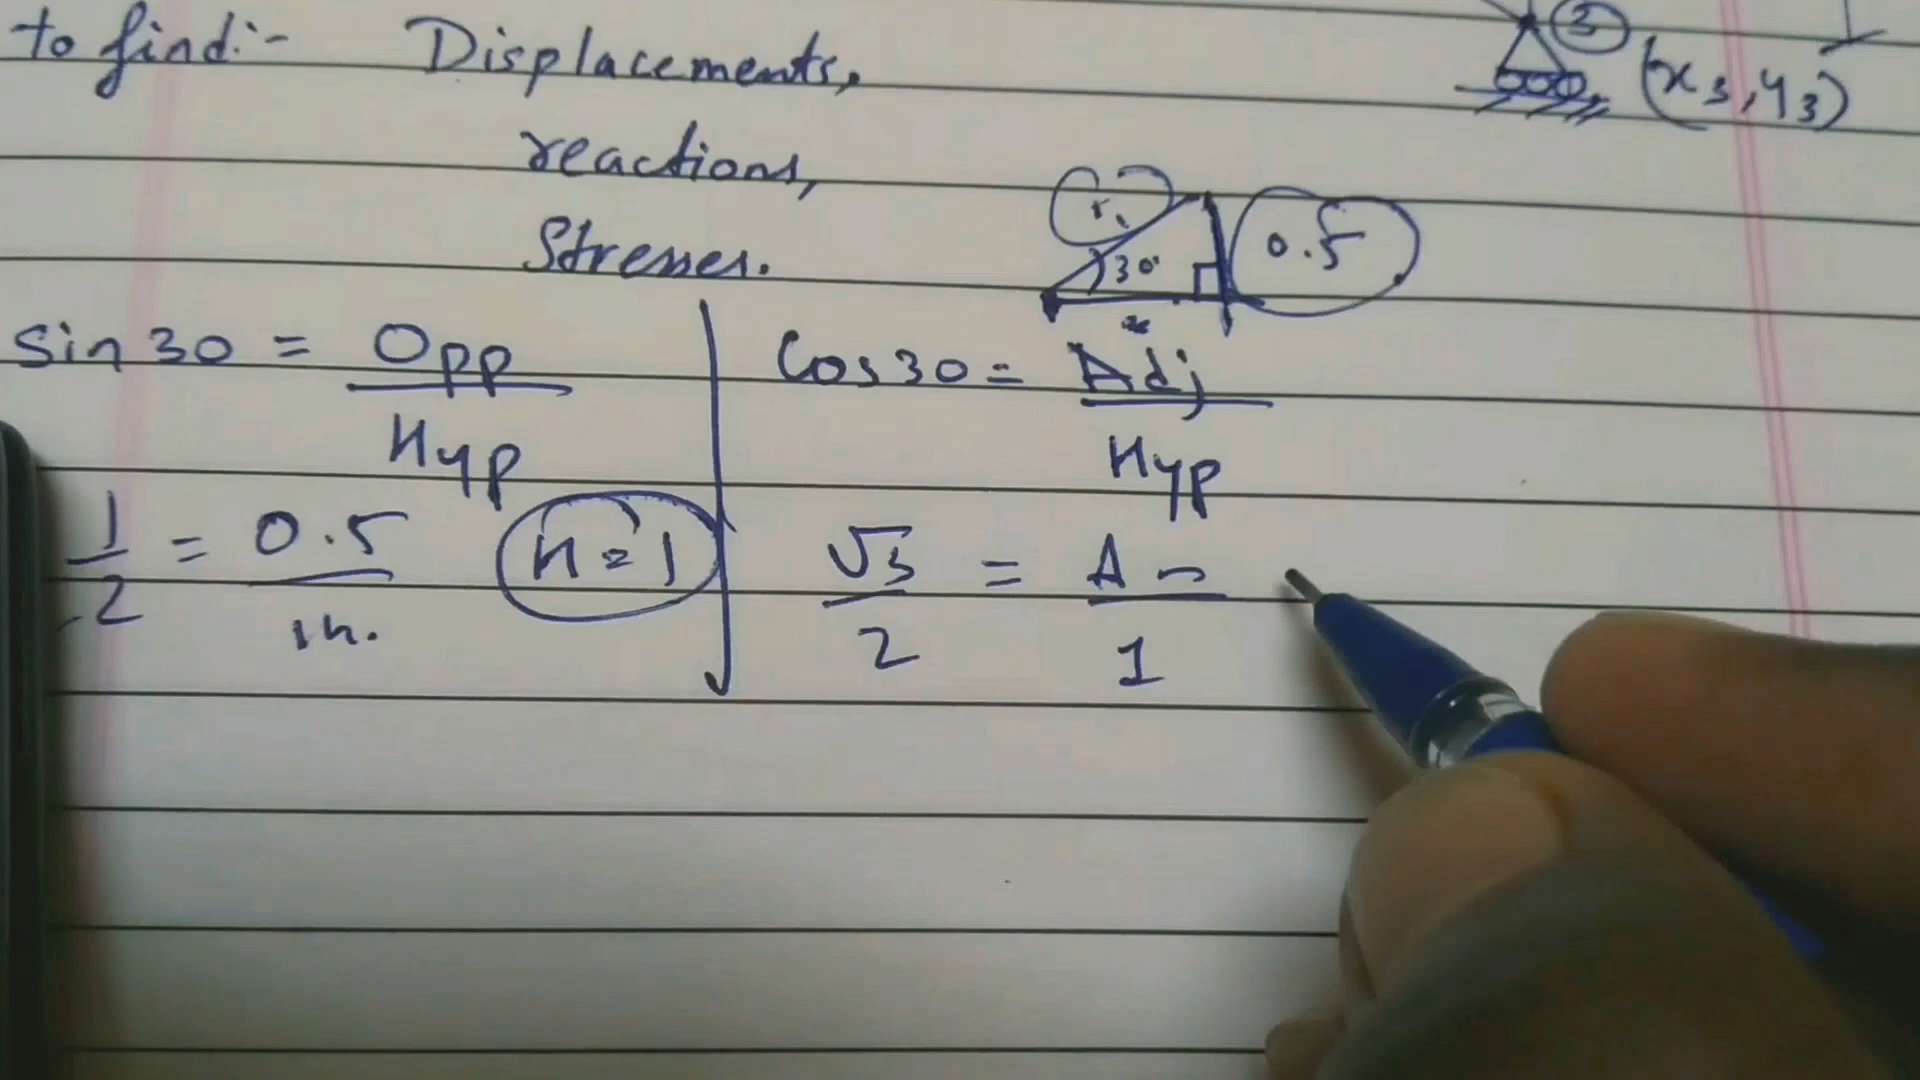 to find:- Displacements,
3
(x3,y3)
reactions,
Stresses.
30°
0.5
sin 30 = Opp / Hyp
Cos 30 = Adj / Hyp
1/2 = 0.5 / 1h.
H = 1
√3/2 = A / 1